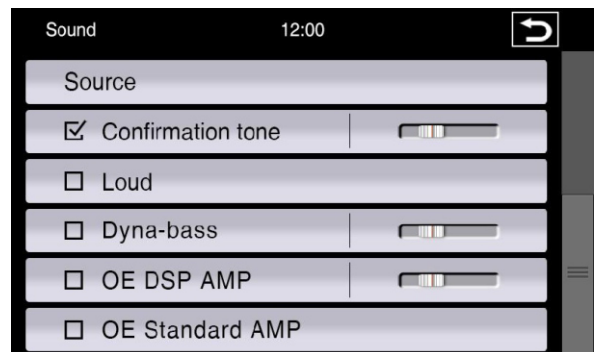 Sound 12:00
Source
Confirmation tone
Loud
Dyna-bass
OE DSP AMP
OE Standard AMP